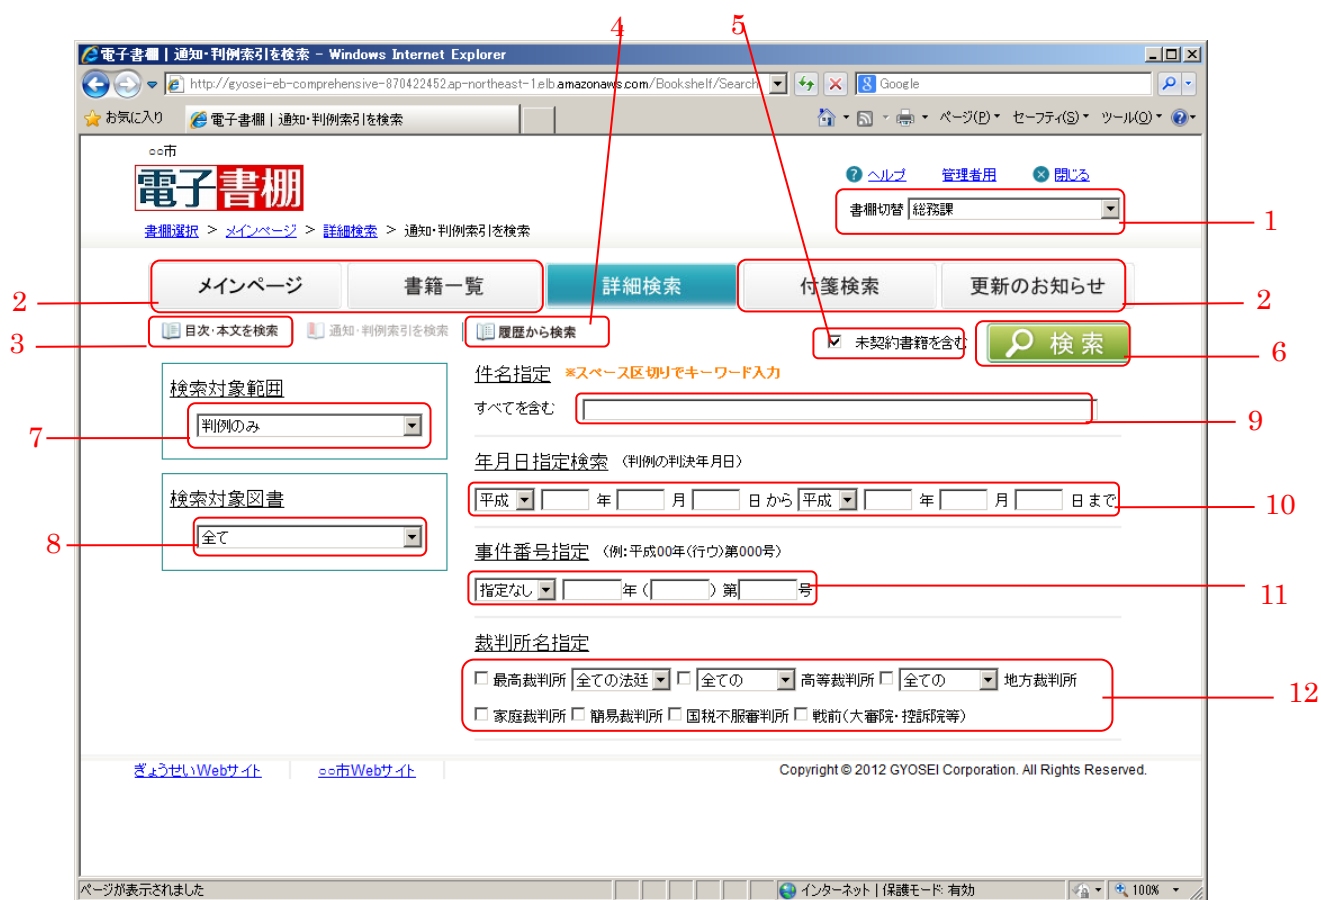 4 5
電子書棚 | 通知・判例索引を検索 - Windows Internet Explorer
http://gyosei-eb-comprehensive-870422452.ap-northeast-1.elb.amazonaws.com/Bookshelf/Search Google
お気に入り 電子書棚 | 通知・判例索引を検索 ページ(P) セーフティ(S) ツール(O)
○○市
電子書棚
ヘルプ 管理者用 閉じる
書棚切替 総務課 1
書棚選択 > メインページ > 詳細検索 > 通知・判例索引を検索
2 メインページ 書籍一覧 詳細検索 付箋検索 更新のお知らせ 2
3 目次・本文を検索 通知・判例索引を検索 履歴から検索 未契約書籍を含む 検索 6
検索対象範囲
件名指定 ※スペース区切りでキーワード入力
7 判例のみ
すべてを含む 9
年月日指定検索 (判例の判決年月日)
検索対象図書
平成 年 月 日 から 平成 年 月 日 まで 10
8 全て
事件番号指定 (例:平成00年(行ウ)第000号)
指定なし 年 ( ) 第 号 11
裁判所名指定
最高裁判所 全ての法廷 全ての 高等裁判所 全ての 地方裁判所 12
家庭裁判所 簡易裁判所 国税不服審判所 戦前(大審院・控訴院等)
ぎょうせいWebサイト ○○市Webサイト Copyright © 2012 GYOSEI Corporation. All Rights Reserved.
ページが表示されました インターネット | 保護モード: 有効 100%